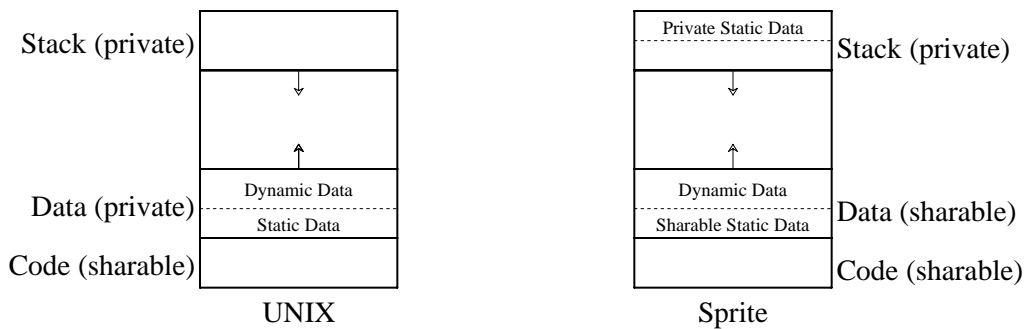 Stack (private)
Data (private)
Code (sharable)
Dynamic Data
Static Data
UNIX
Private Static Data
Dynamic Data
Sharable Static Data
Stack (private)
Data (sharable)
Code (sharable)
Sprite